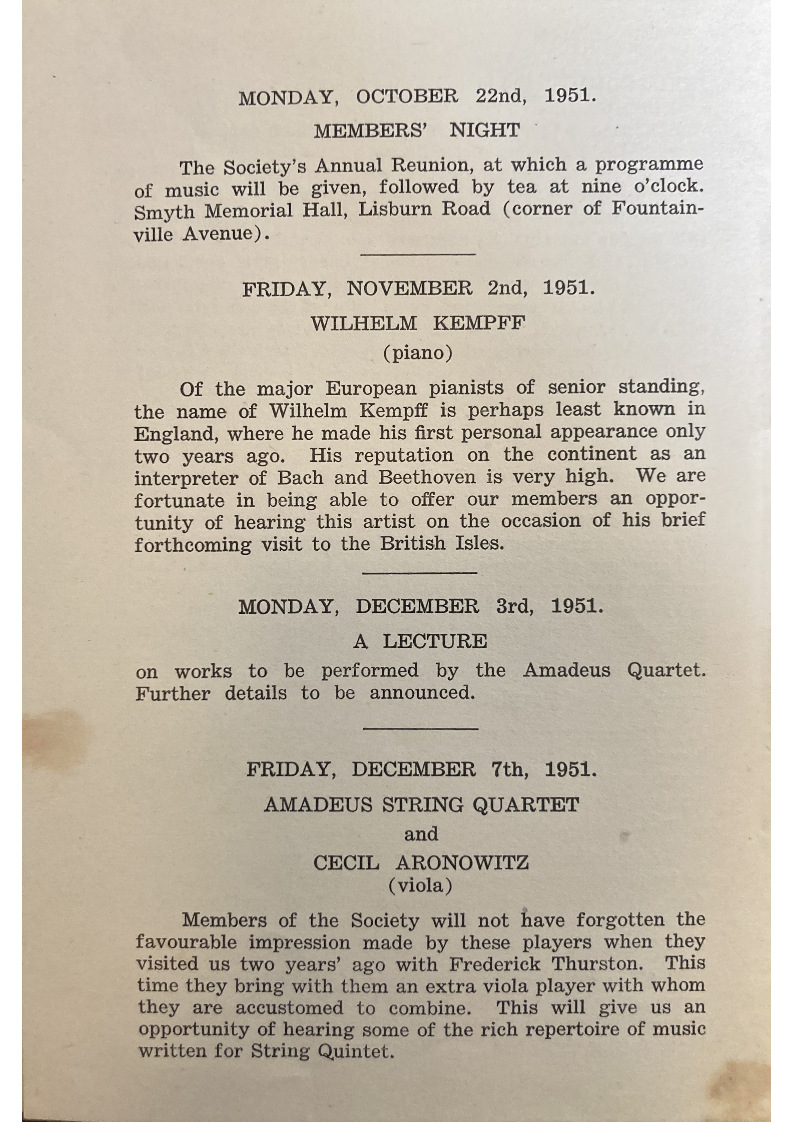 MONDAY, OCTOBER 22nd, 1951.
MEMBERS' NIGHT
The Society's Annual Reunion, at which a programme
of music will be given, followed by tea at nine o'clock.
Smyth Memorial Hall, Lisburn Road (corner of Fountain-
ville Avenue).
FRIDAY, NOVEMBER 2nd, 1951.
WILHELM KEMPFF
(piano)
Of the major European pianists of senior standing,
the name of Wilhelm Kempff is perhaps least known in
England, where he made his first personal appearance only
two years ago. His reputation on the continent as an
interpreter of Bach and Beethoven is very high. We are
fortunate in being able to offer our members an oppor-
tunity of hearing this artist on the occasion of his brief
forthcoming visit to the British Isles.
MONDAY, DECEMBER 3rd, 1951.
A LECTURE
on works to be performed by the Amadeus Quartet.
Further details to be announced.
FRIDAY, DECEMBER 7th, 1951.
AMADEUS STRING QUARTET
and
CECIL ARONOWITZ
(viola)
Members of the Society will not have forgotten the
favourable impression made by these players when they
visited us two years' ago with Frederick Thurston. This
time they bring with them an extra viola player with whom
they are accustomed to combine. This will give us an
opportunity of hearing some of the rich repertoire of music
written for String Quintet.